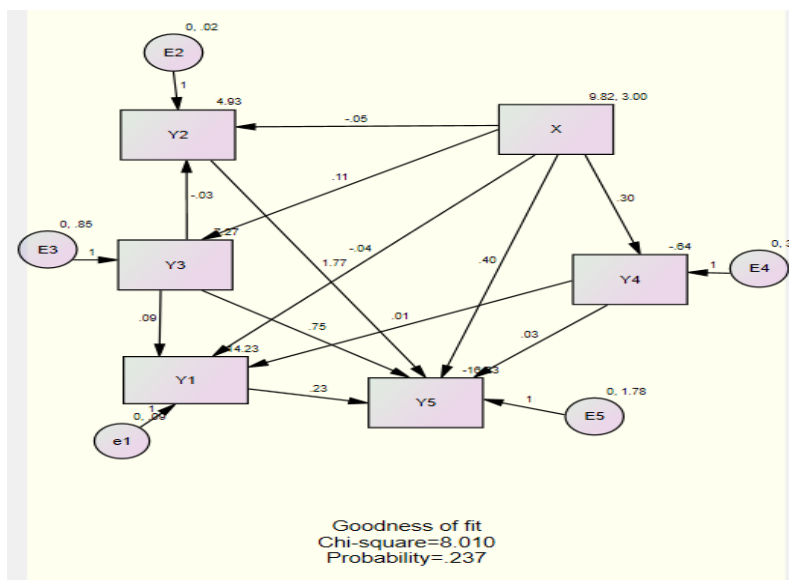 0, .02
E2
1
4.93
9.82, 3.00
Y2
-.05
X
.11
-.03
.30
0, .85
E3
1
Y3
1.77
-.04
-.64
.40
Y4
1
E4
.09
.75
.01
.03
Y1
.23
Y5
1
0, 1.78
E5
1
e1
Goodness of fit
Chi-square=8.010
Probability=.237